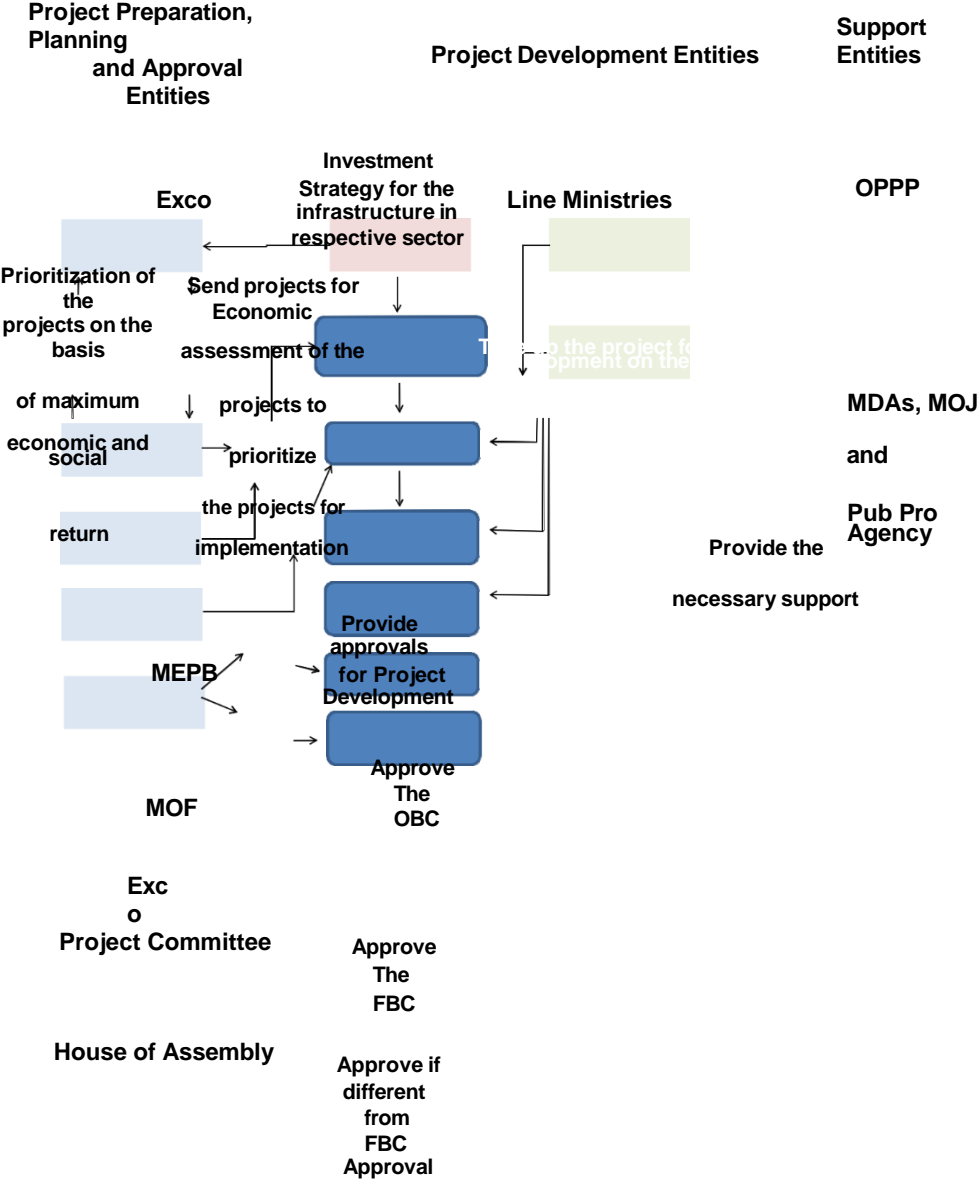 Project Preparation,
Planning
and Approval
Entities
Project Development Entities
Support
Entities
Investment
Strategy for the
infrastructure in
respective sector
Exco
Line Ministries
OPPP
Prioritization of
the
projects on the
basis
of maximum
economic and
social
return
Send projects for
Economic
assessment of the
projects to
prioritize
the projects for
implementation
the project
on the
MDAs, MOJ
and
Pub Pro
Agency
Provide the
necessary support
Provide
approvals
for Project
Development
MEPB
Approve
The
OBC
MOF
Exc
o
Project Committee
Approve
The
FBC
House of Assembly
Approve if
different
from
FBC
Approval